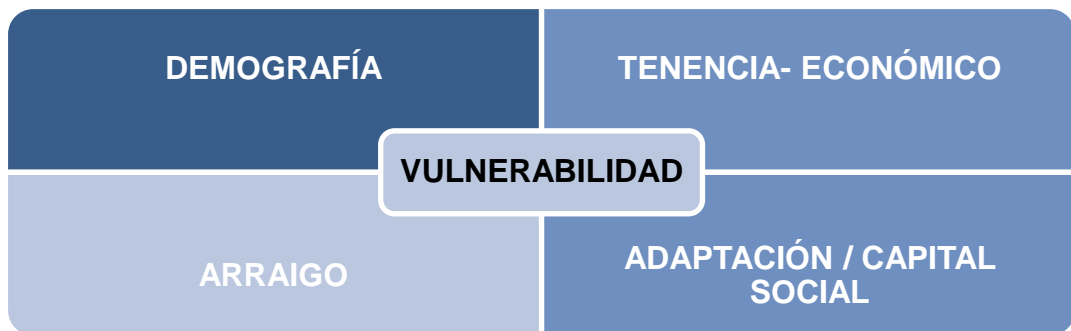 DEMOGRAFÍA
TENENCIA- ECONÓMICO
VULNERABILIDAD
ARRAIGO
ADAPTACIÓN / CAPITAL
SOCIAL